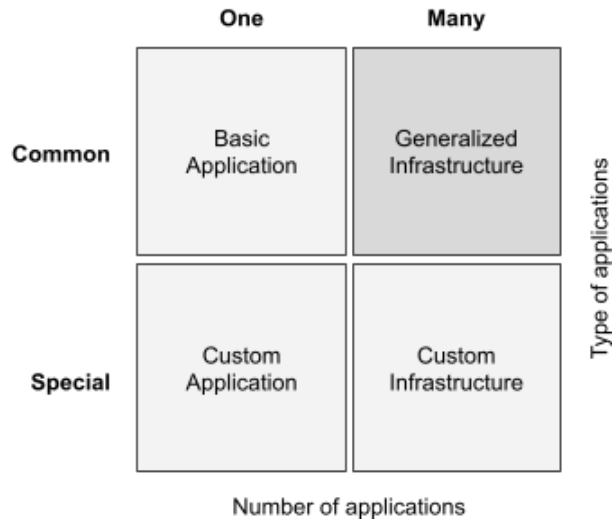 One Many
Common
Basic
Application
Generalized
Infrastructure
Special
Custom
Application
Custom
Infrastructure
Type of applications
Number of applications